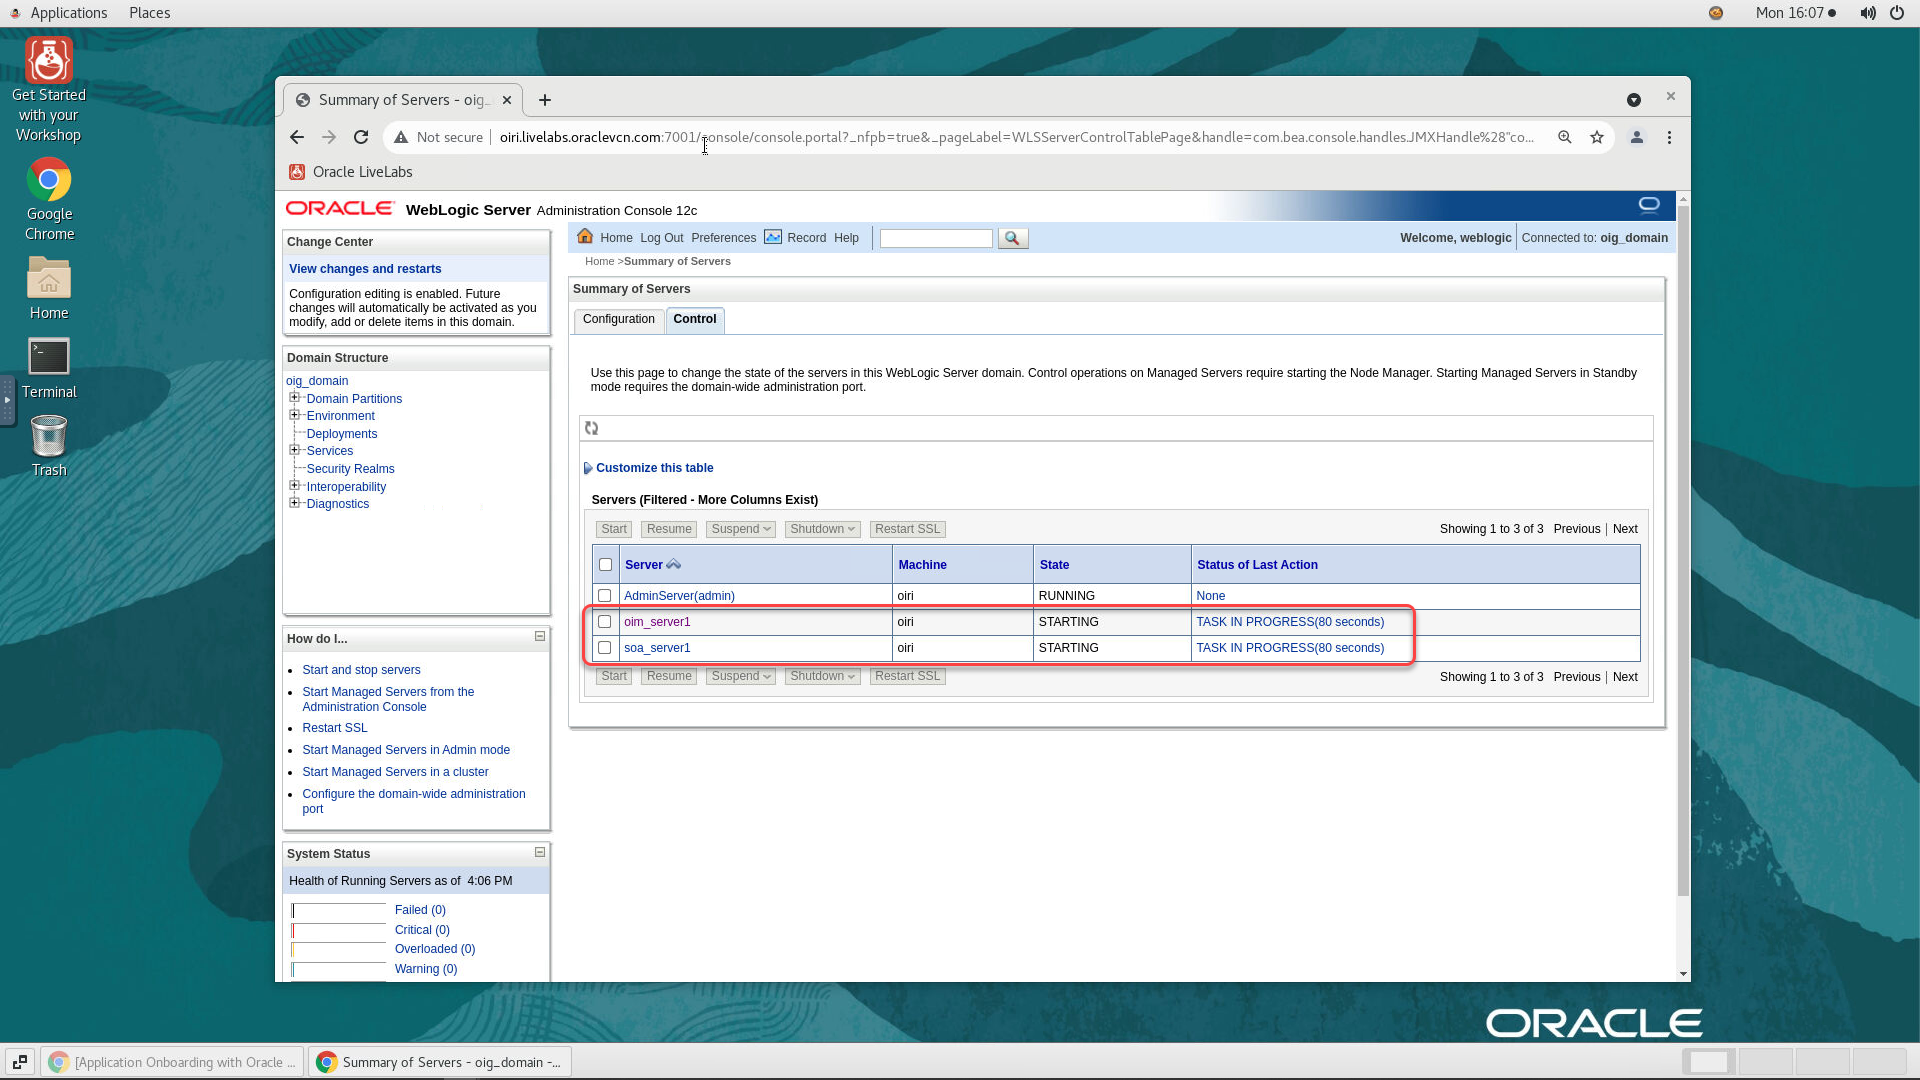 Applications Places
Mon 16:07
Get Started
with your
Workshop
Google
Chrome
Home
Terminal
Trash
Summary of Servers - oig_
Not secure oiri.livelabs.oraclevcn.com:7001/console/console.portal?_nfpb=true&_pageLabel=WLSServerControlTablePage&handle=com.bea.console.handles.JMXHandle%28"co...
Oracle LiveLabs
ORACLE WebLogic Server Administration Console 12c
Change Center
View changes and restarts
Configuration editing is enabled. Future
changes will automatically be activated as you
modify, add or delete items in this domain.
Domain Structure
oig_domain
Domain Partitions
Environment
Deployments
Services
Security Realms
Interoperability
Diagnostics
How do I...
Start and stop servers
Start Managed Servers from the
Administration Console
Restart SSL
Start Managed Servers in Admin mode
Start Managed Servers in a cluster
Configure the domain-wide administration
port
System Status
Health of Running Servers as of 4:06 PM
Failed (0)
Critical (0)
Overloaded (0)
Warning (0)
Home Log Out Preferences Record Help
Welcome, weblogic Connected to: oig_domain
Home >Summary of Servers
Summary of Servers
Configuration Control
Use this page to change the state of the servers in this WebLogic Server domain. Control operations on Managed Servers require starting the Node Manager. Starting Managed Servers in Standby
mode requires the domain-wide administration port.
Customize this table
Servers (Filtered - More Columns Exist)
Start Resume Suspend Shutdown Restart SSL Showing 1 to 3 of 3 Previous | Next
Server Machine State Status of Last Action
AdminServer(admin) oiri RUNNING None
oim_server1 oiri STARTING TASK IN PROGRESS(80 seconds)
soa_server1 oiri STARTING TASK IN PROGRESS(80 seconds)
Start Resume Suspend Shutdown Restart SSL Showing 1 to 3 of 3 Previous | Next
ORACLE
[Application Onboarding with Oracle ... Summary of Servers - oig_domain -...